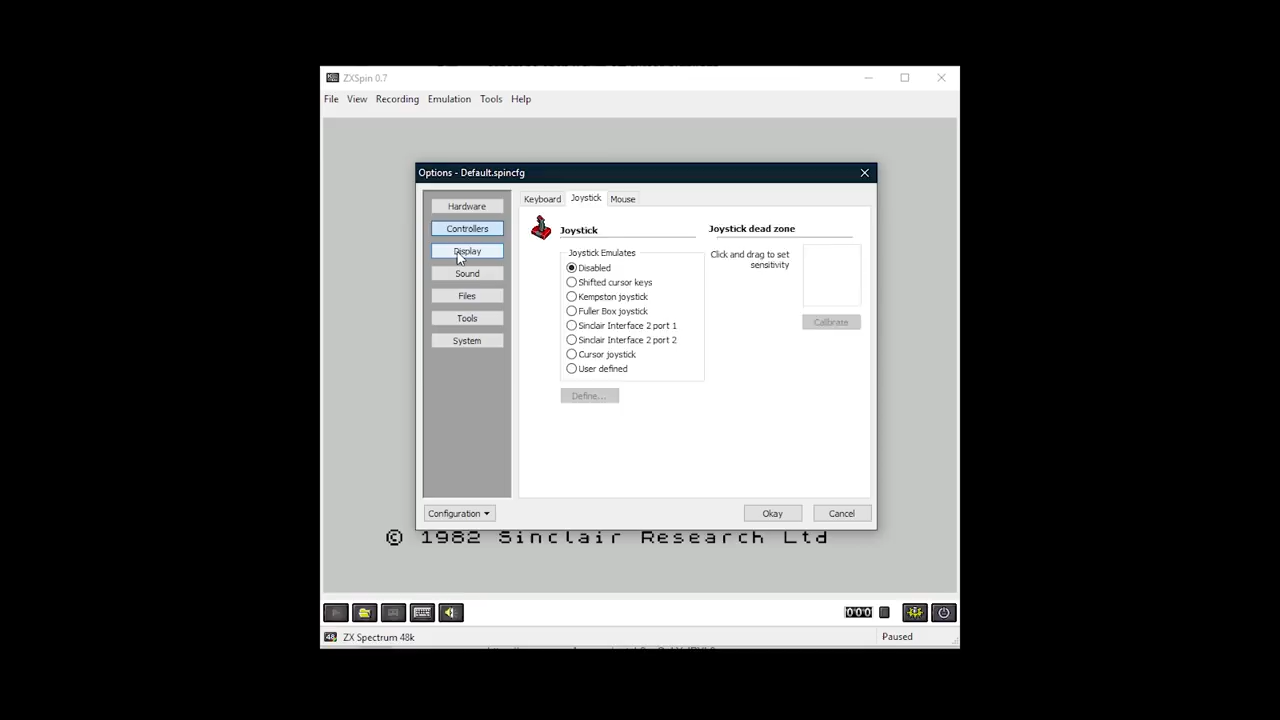 ZXSpin 0.7
File View Recording Emulation Tools Help
Options - Default.spincfg
Hardware
Controllers
Display
Sound
Files
Tools
System
Keyboard Joystick Mouse
Joystick
Joystick Emulates
Disabled
Shifted cursor keys
Kempston joystick
Fuller Box joystick
Sinclair Interface 2 port 1
Sinclair Interface 2 port 2
Cursor joystick
User defined
Define...
Joystick dead zone
Click and drag to set
sensitivity
Calibrate
Configuration
Okay
Cancel
© 1982 Sinclair Research Ltd
000
48
ZX Spectrum 48k
Paused